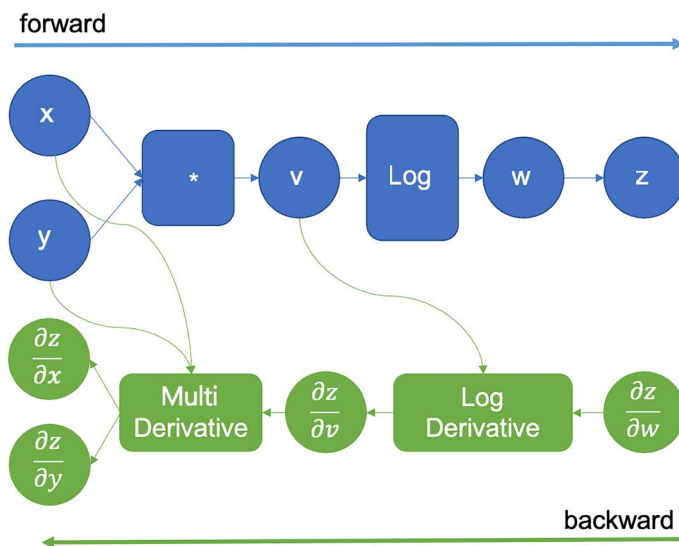 forward
x
*
v
Log
w
z
y
∂z
∂x
Multi
Derivative
∂z
∂v
Log
Derivative
∂z
∂w
∂z
∂y
backward